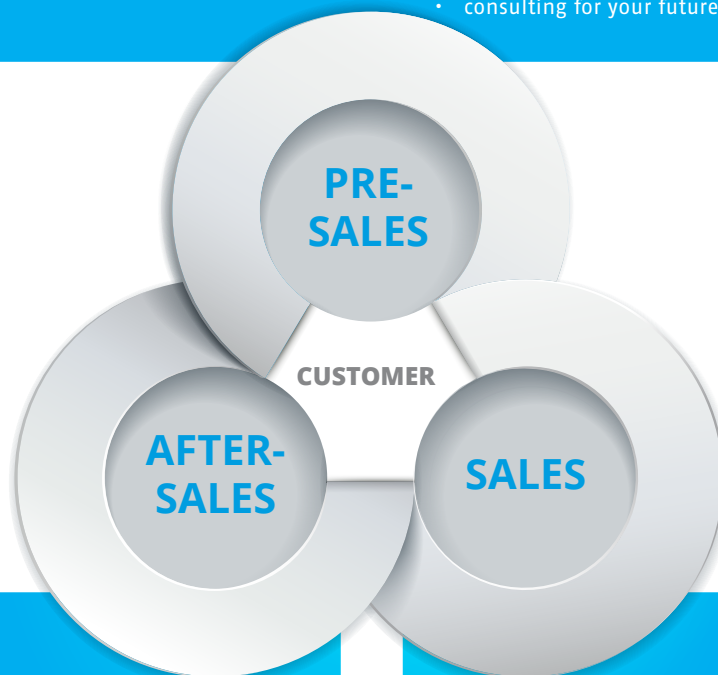 • consulting for your future
PRE-
SALES
CUSTOMER
AFTER-
SALES
SALES